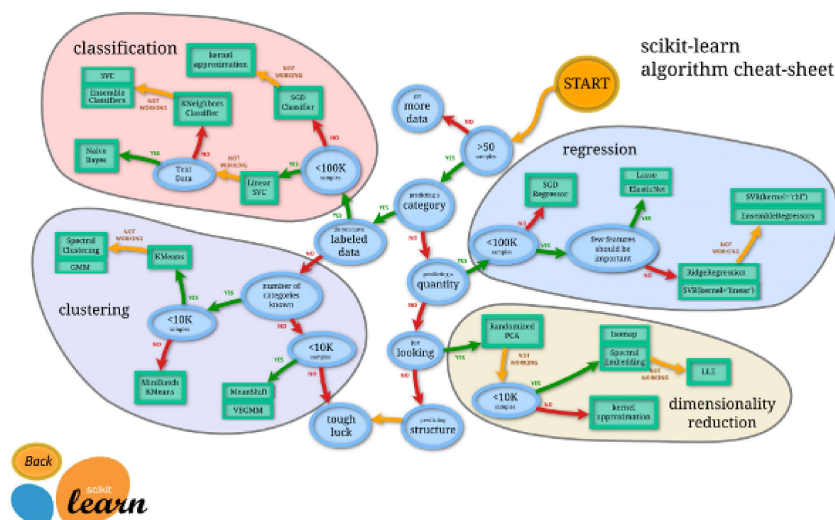 scikit-learn
algorithm cheat-sheet
START
classification
kernel
approximation
NOT
WORKING
SVC
Ensemble
Classifiers
NOT
WORKING
KNeighbors
Classifier
SGD
Classifier
NO
NO
Naive
Bayes
YES
Text
Data
NOT
WORKING
Linear
SVC
YES
<100K
samples
YES
get
more
data
NO
>50
samples
YES
predicting a
category
YES
do you have
labeled
data
NO
NO
predicting a
quantity
YES
NO
just
looking
YES
NO
predicting
structure
tough
luck
regression
SGD
Regressor
NO
<100K
samples
YES
few features
should be
important
YES
Lasso
ElasticNet
NO
SVR(kernel='rbf')
EnsembleRegressors
NOT
WORKING
RidgeRegression
SVR(kernel='linear')
clustering
Spectral
Clustering
GMM
NOT
WORKING
KMeans
YES
<10K
samples
NO
MiniBatch
KMeans
YES
number of
categories
known
NO
<10K
samples
YES
NO
MeanShift
VBGMM
Randomized
PCA
NOT
WORKING
<10K
samples
YES
NO
Isomap
Spectral
Embedding
NOT
WORKING
LLE
kernel
approximation
dimensionality
reduction
Back
scikit
learn